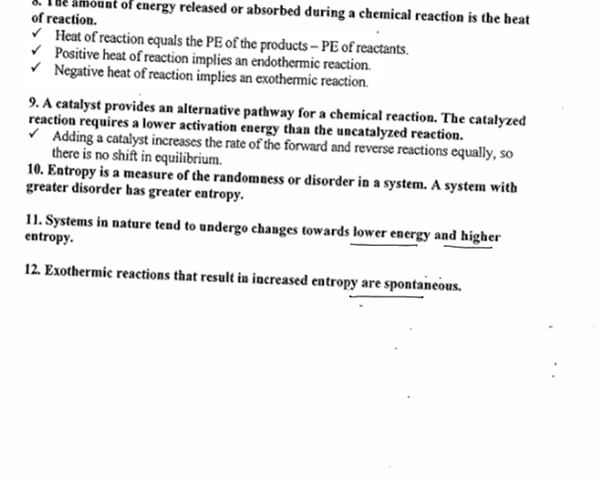 8. The amount of energy released or absorbed during a chemical reaction is the heat
of reaction.
✓ Heat of reaction equals the PE of the products – PE of reactants.
✓ Positive heat of reaction implies an endothermic reaction.
✓ Negative heat of reaction implies an exothermic reaction.
9. A catalyst provides an alternative pathway for a chemical reaction. The catalyzed
reaction requires a lower activation energy than the uncatalyzed reaction.
✓ Adding a catalyst increases the rate of the forward and reverse reactions equally, so
there is no shift in equilibrium.
10. Entropy is a measure of the randomness or disorder in a system. A system with
greater disorder has greater entropy.
11. Systems in nature tend to undergo changes towards lower energy and higher
entropy.
12. Exothermic reactions that result in increased entropy are spontaneous.